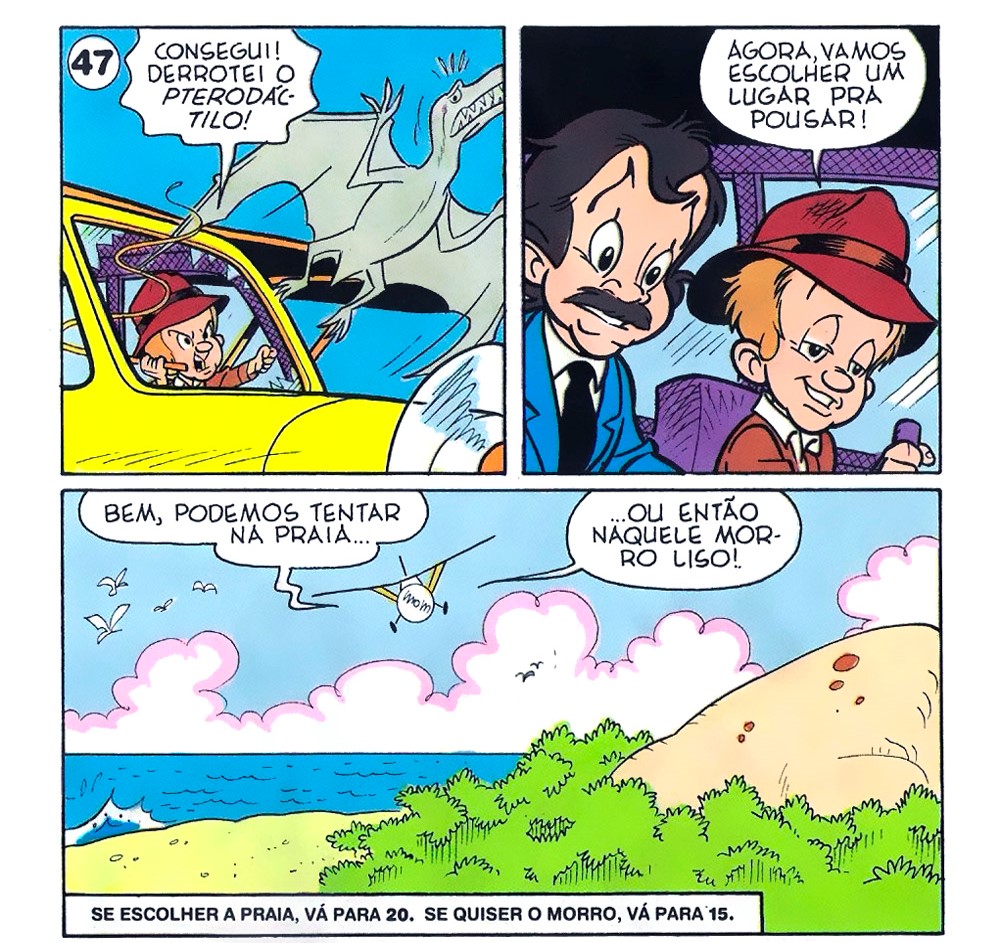 47
CONSEGUI!
DERROTEI O
PTERODÁC-
TILO!
AGORA, VAMOS
ESCOLHER UM
LUGAR PRA
POUSAR!
BEM, PODEMOS TENTAR
NA PRAIA...
...OU ENTÃO
NAQUELE MOR-
RO LISO!
SE ESCOLHER A PRAIA, VÁ PARA 20. SE QUISER O MORRO, VÁ PARA 15.